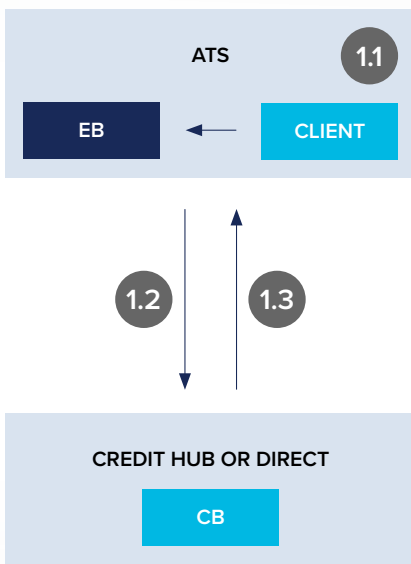 ATS
1.1
EB
CLIENT
1.2
1.3
CREDIT HUB OR DIRECT
CB